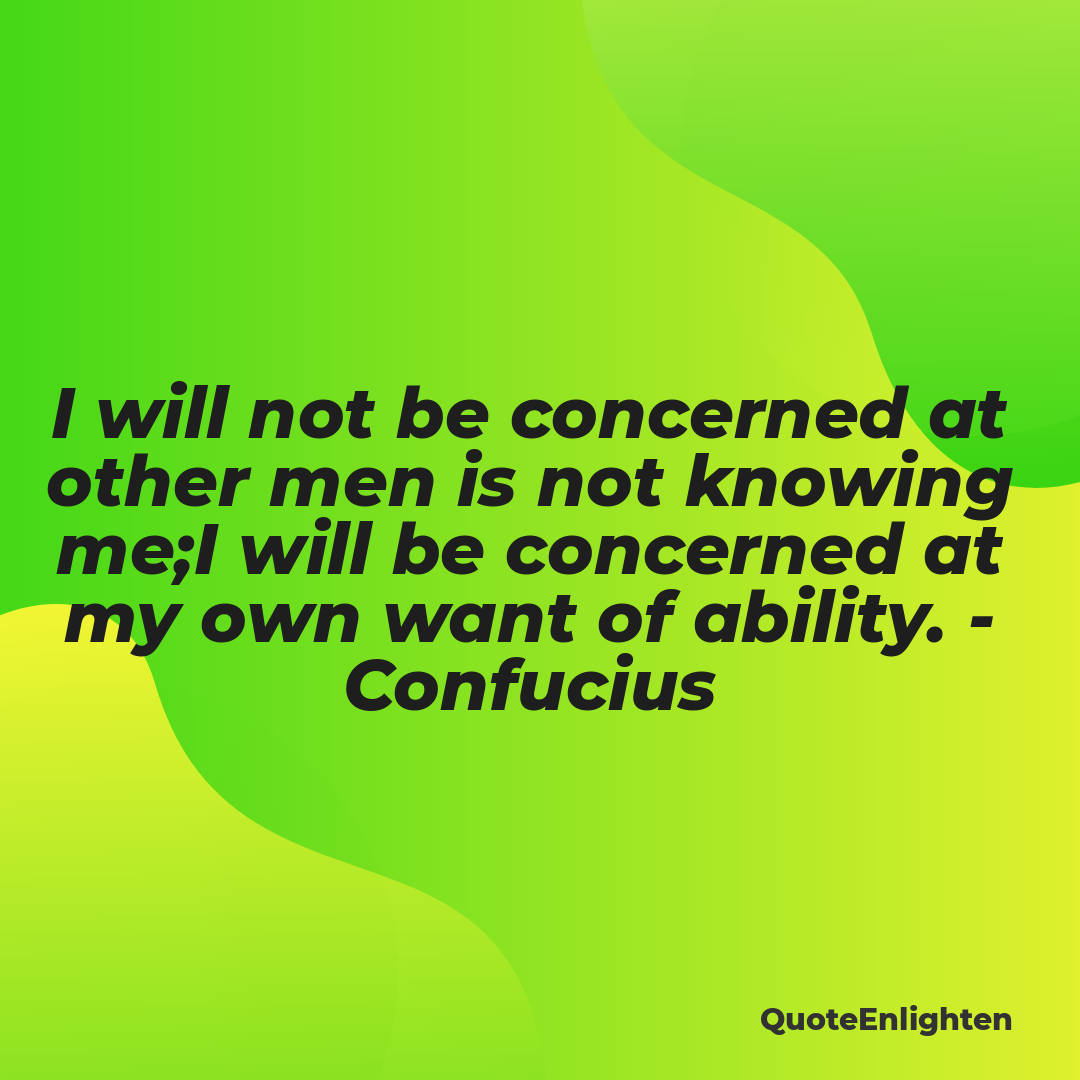 I will not be concerned at
other men is not knowing
me;I will be concerned at
my own want of ability. -
Confucius
QuoteEnlighten